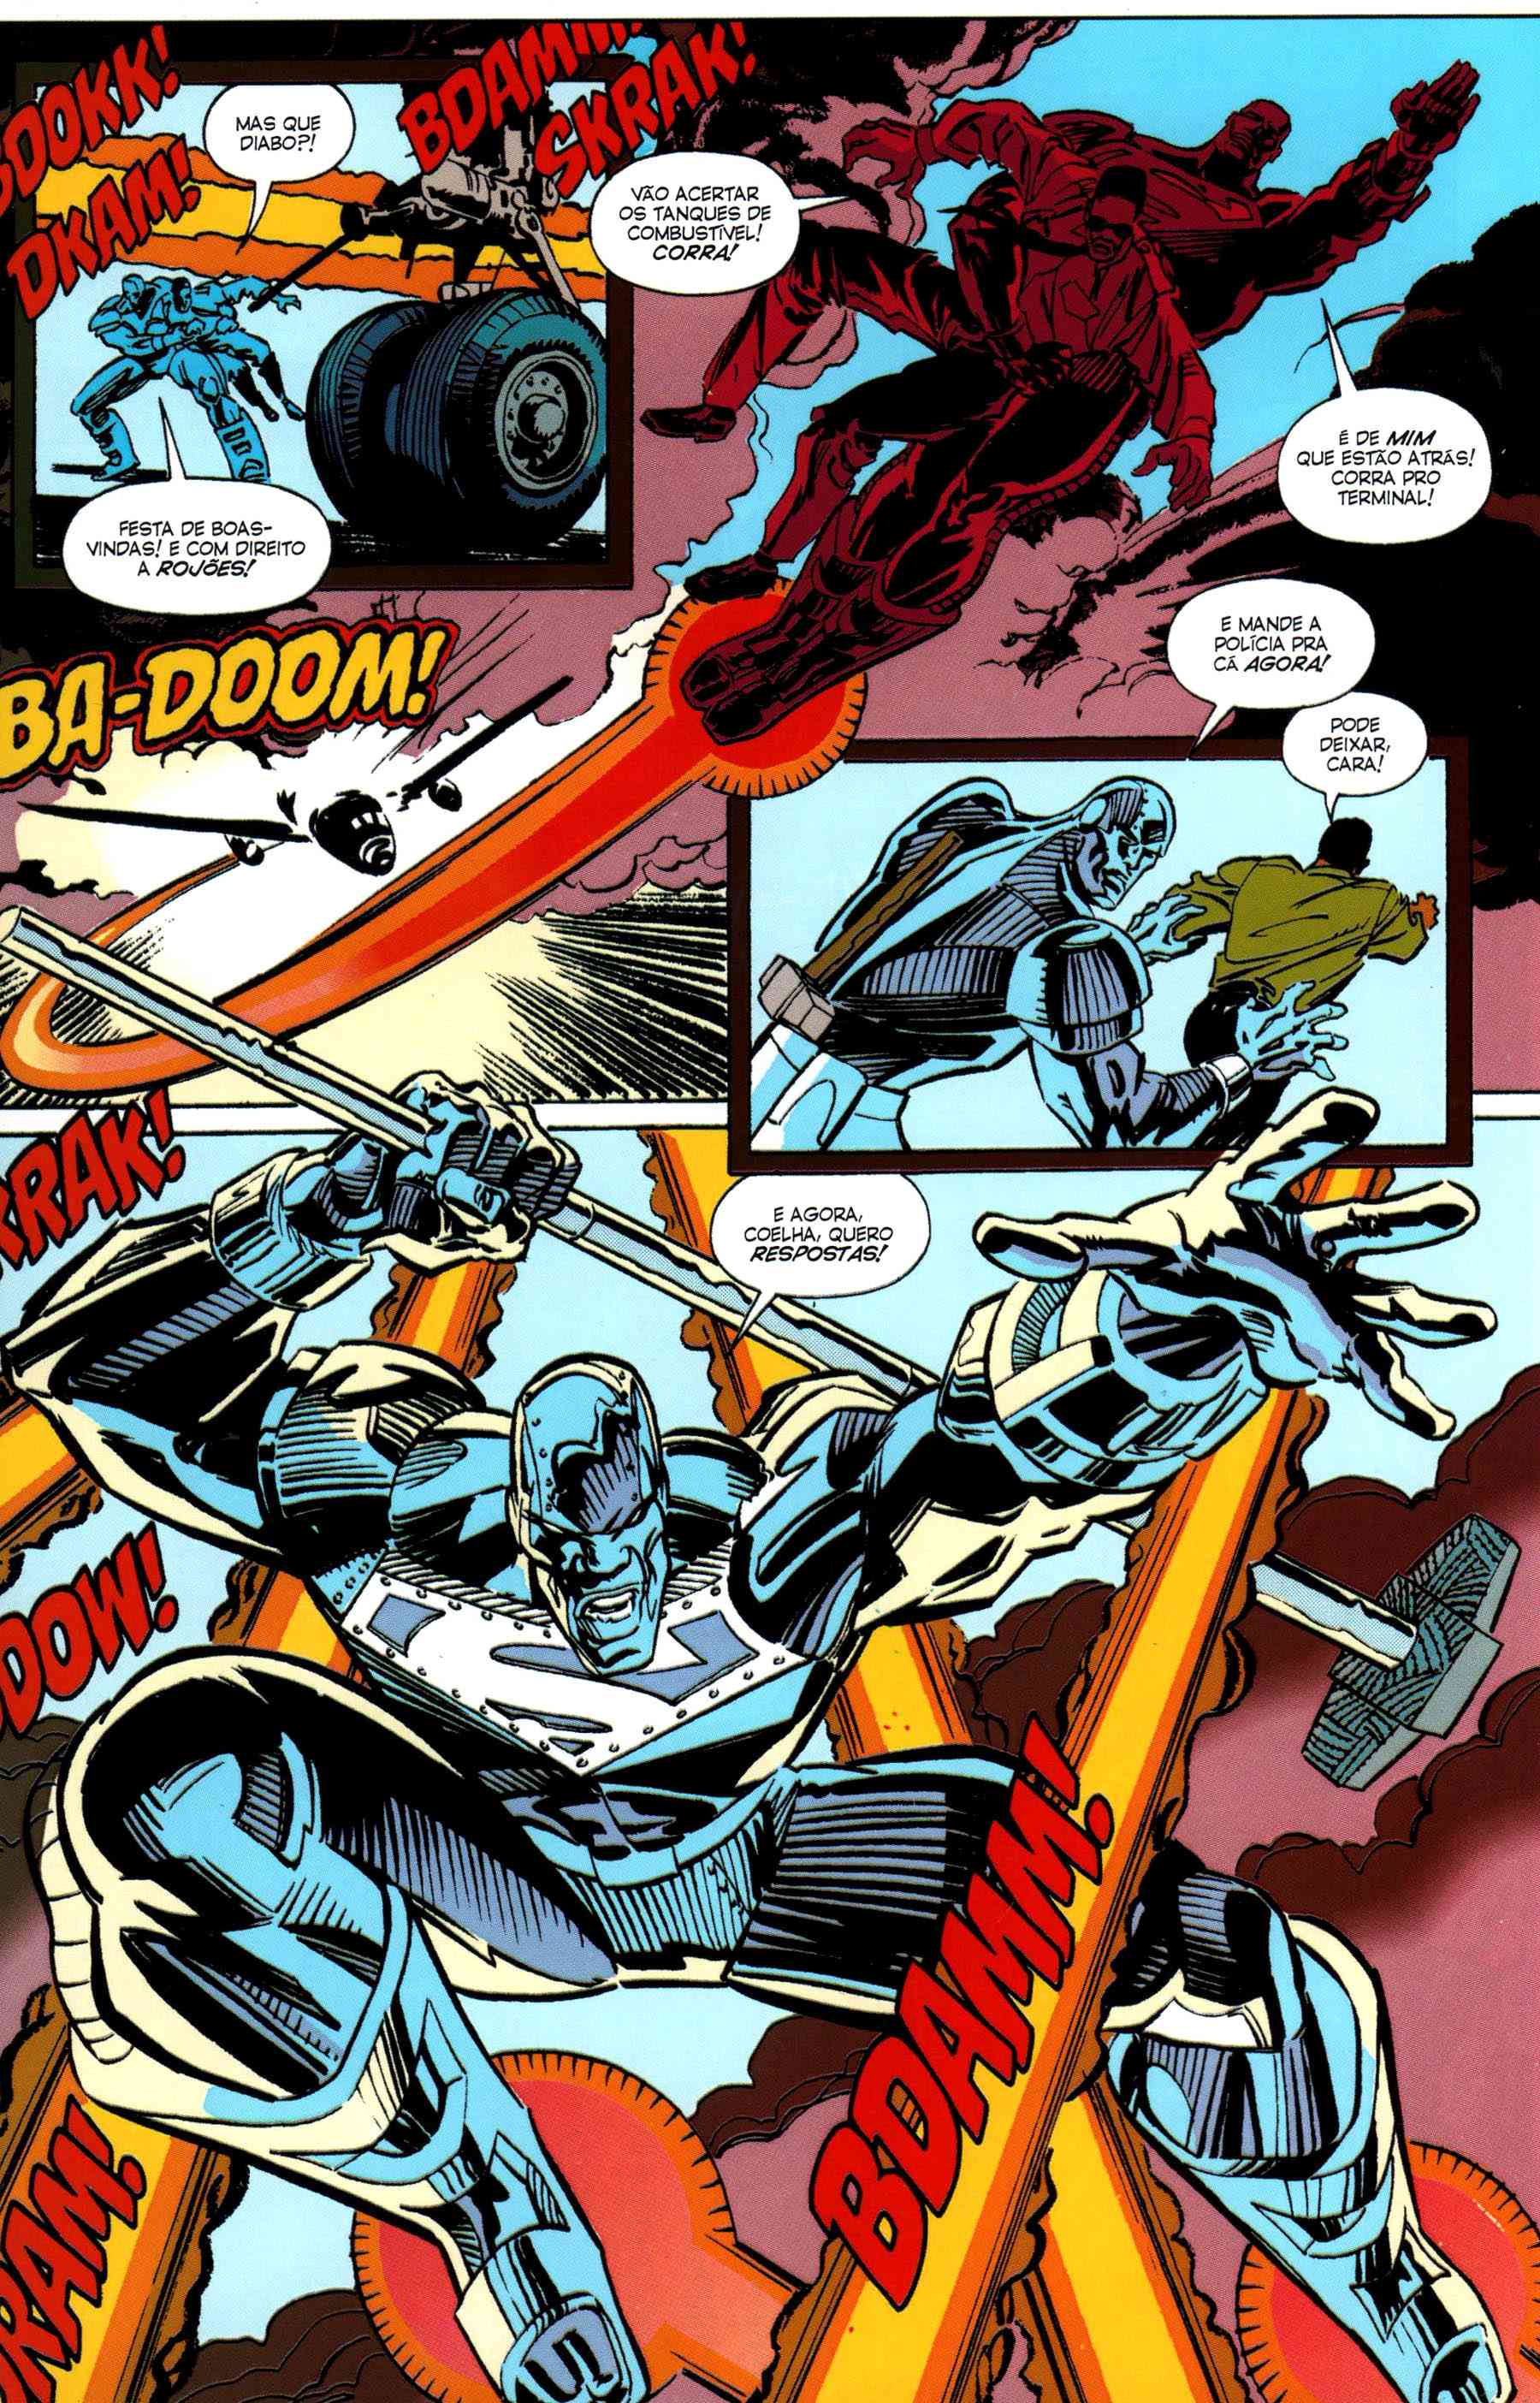 BDOKK!
DKAM!
MAS QUE
DIABO?!
BDAMM!
SKRAK!
VÃO ACERTAR
OS TANQUES DE
COMBUSTÍVEL!
CORRA!
FESTA DE BOAS-
VINDAS! E COM DIREITO
A ROJÕES!
É DE MIM
QUE ESTÃO ATRÁS!
CORRA PRO
TERMINAL!
BA-DOOM!
E MANDE A
POLÍCIA PRA
CÁ AGORA!
PODE
DEIXAR,
CARA!
KRAK!
E AGORA,
COELHA, QUERO
RESPOSTAS!
DOW!
BDAMM!
RAM!